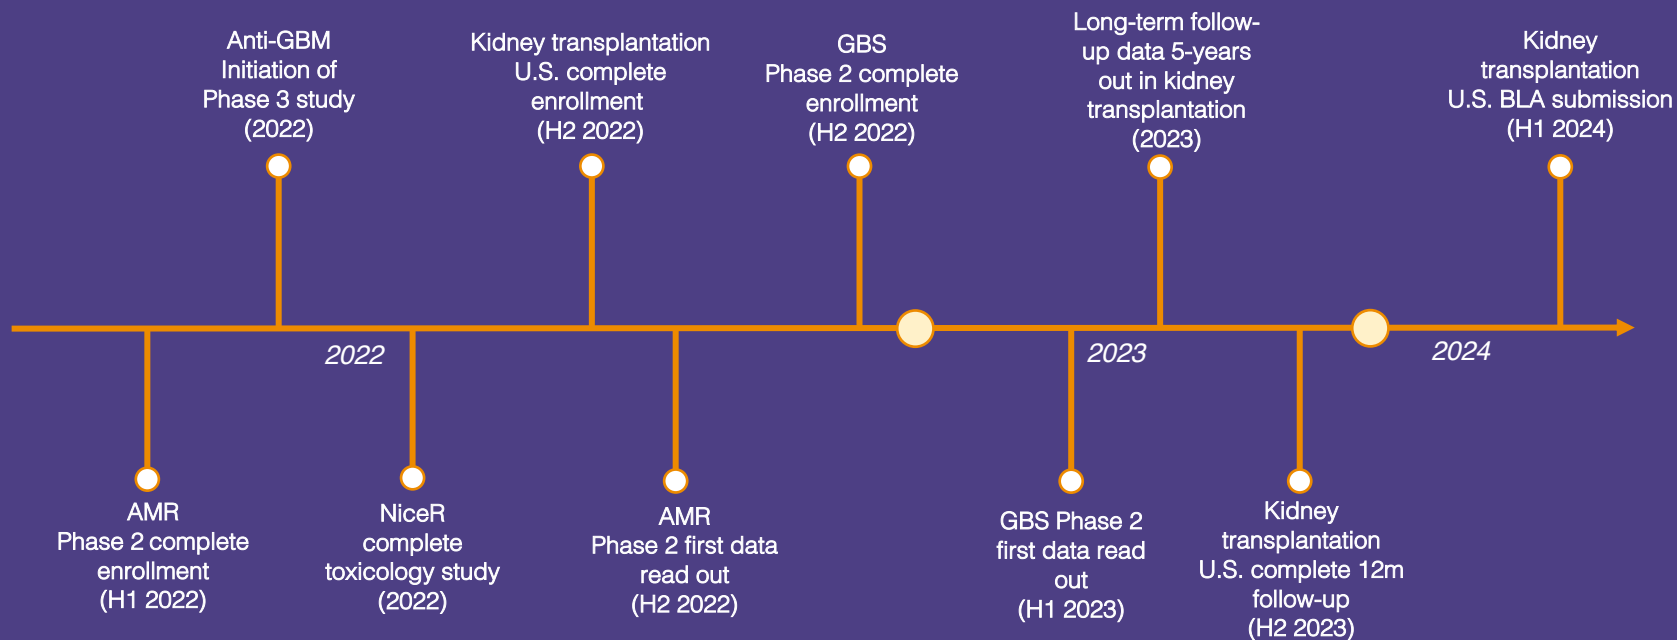 Anti-GBM
Initiation of
Phase 3 study
(2022)
Kidney transplantation
U.S. complete
enrollment
(H2 2022)
GBS
Phase 2 complete
enrollment
(H2 2022)
Long-term follow-
up data 5-years
out in kidney
transplantation
(2023)
Kidney
transplantation
U.S. BLA submission
(H1 2024)
2022
2023
2024
AMR
Phase 2 complete
enrollment
(H1 2022)
NiceR
complete
toxicology study
(2022)
AMR
Phase 2 first data
read out
(H2 2022)
GBS Phase 2
first data read
out
(H1 2023)
Kidney
transplantation
U.S. complete 12m
follow-up
(H2 2023)